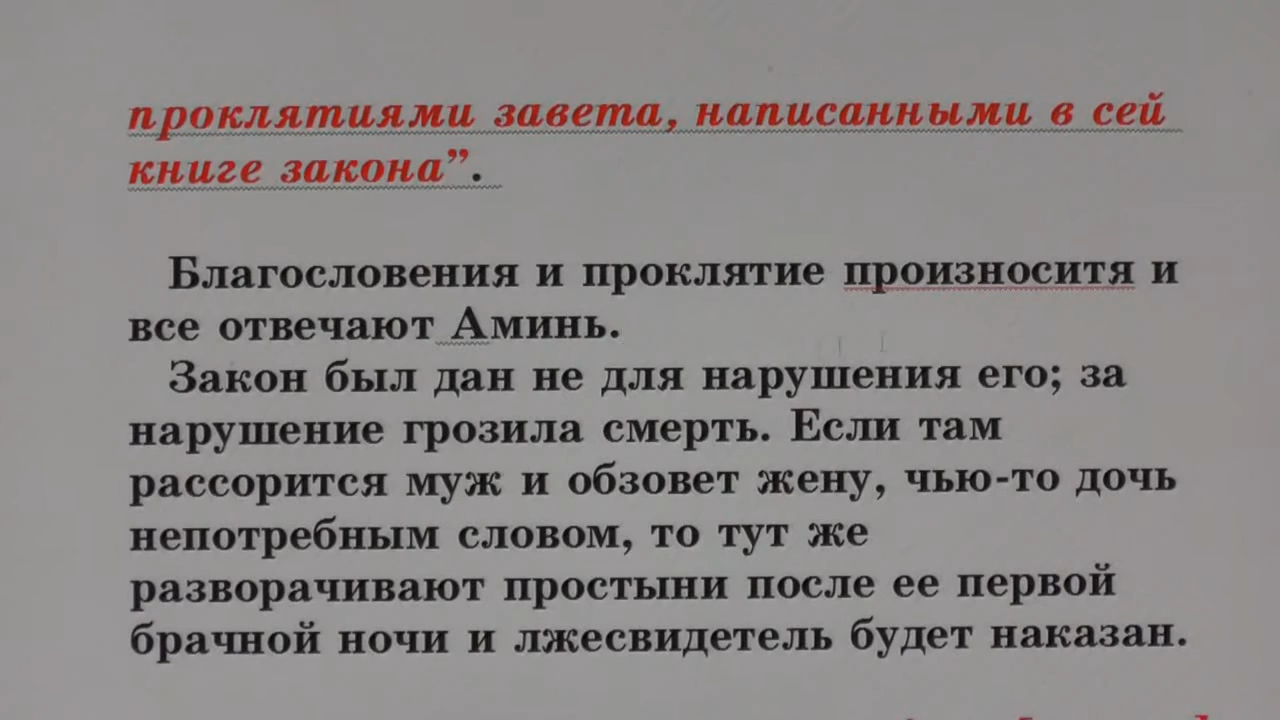 проклятиями завета, написанными в сей
книге закона”.
Благословения и проклятие произноситя и
все отвечают Аминь.
Закон был дан не для нарушения его; за
нарушение грозила смерть. Если там
рассорится муж и обзовет жену, чью-то дочь
непотребным словом, то тут же
разворачивают простыни после ее первой
брачной ночи и лжесвидетель будет наказан.